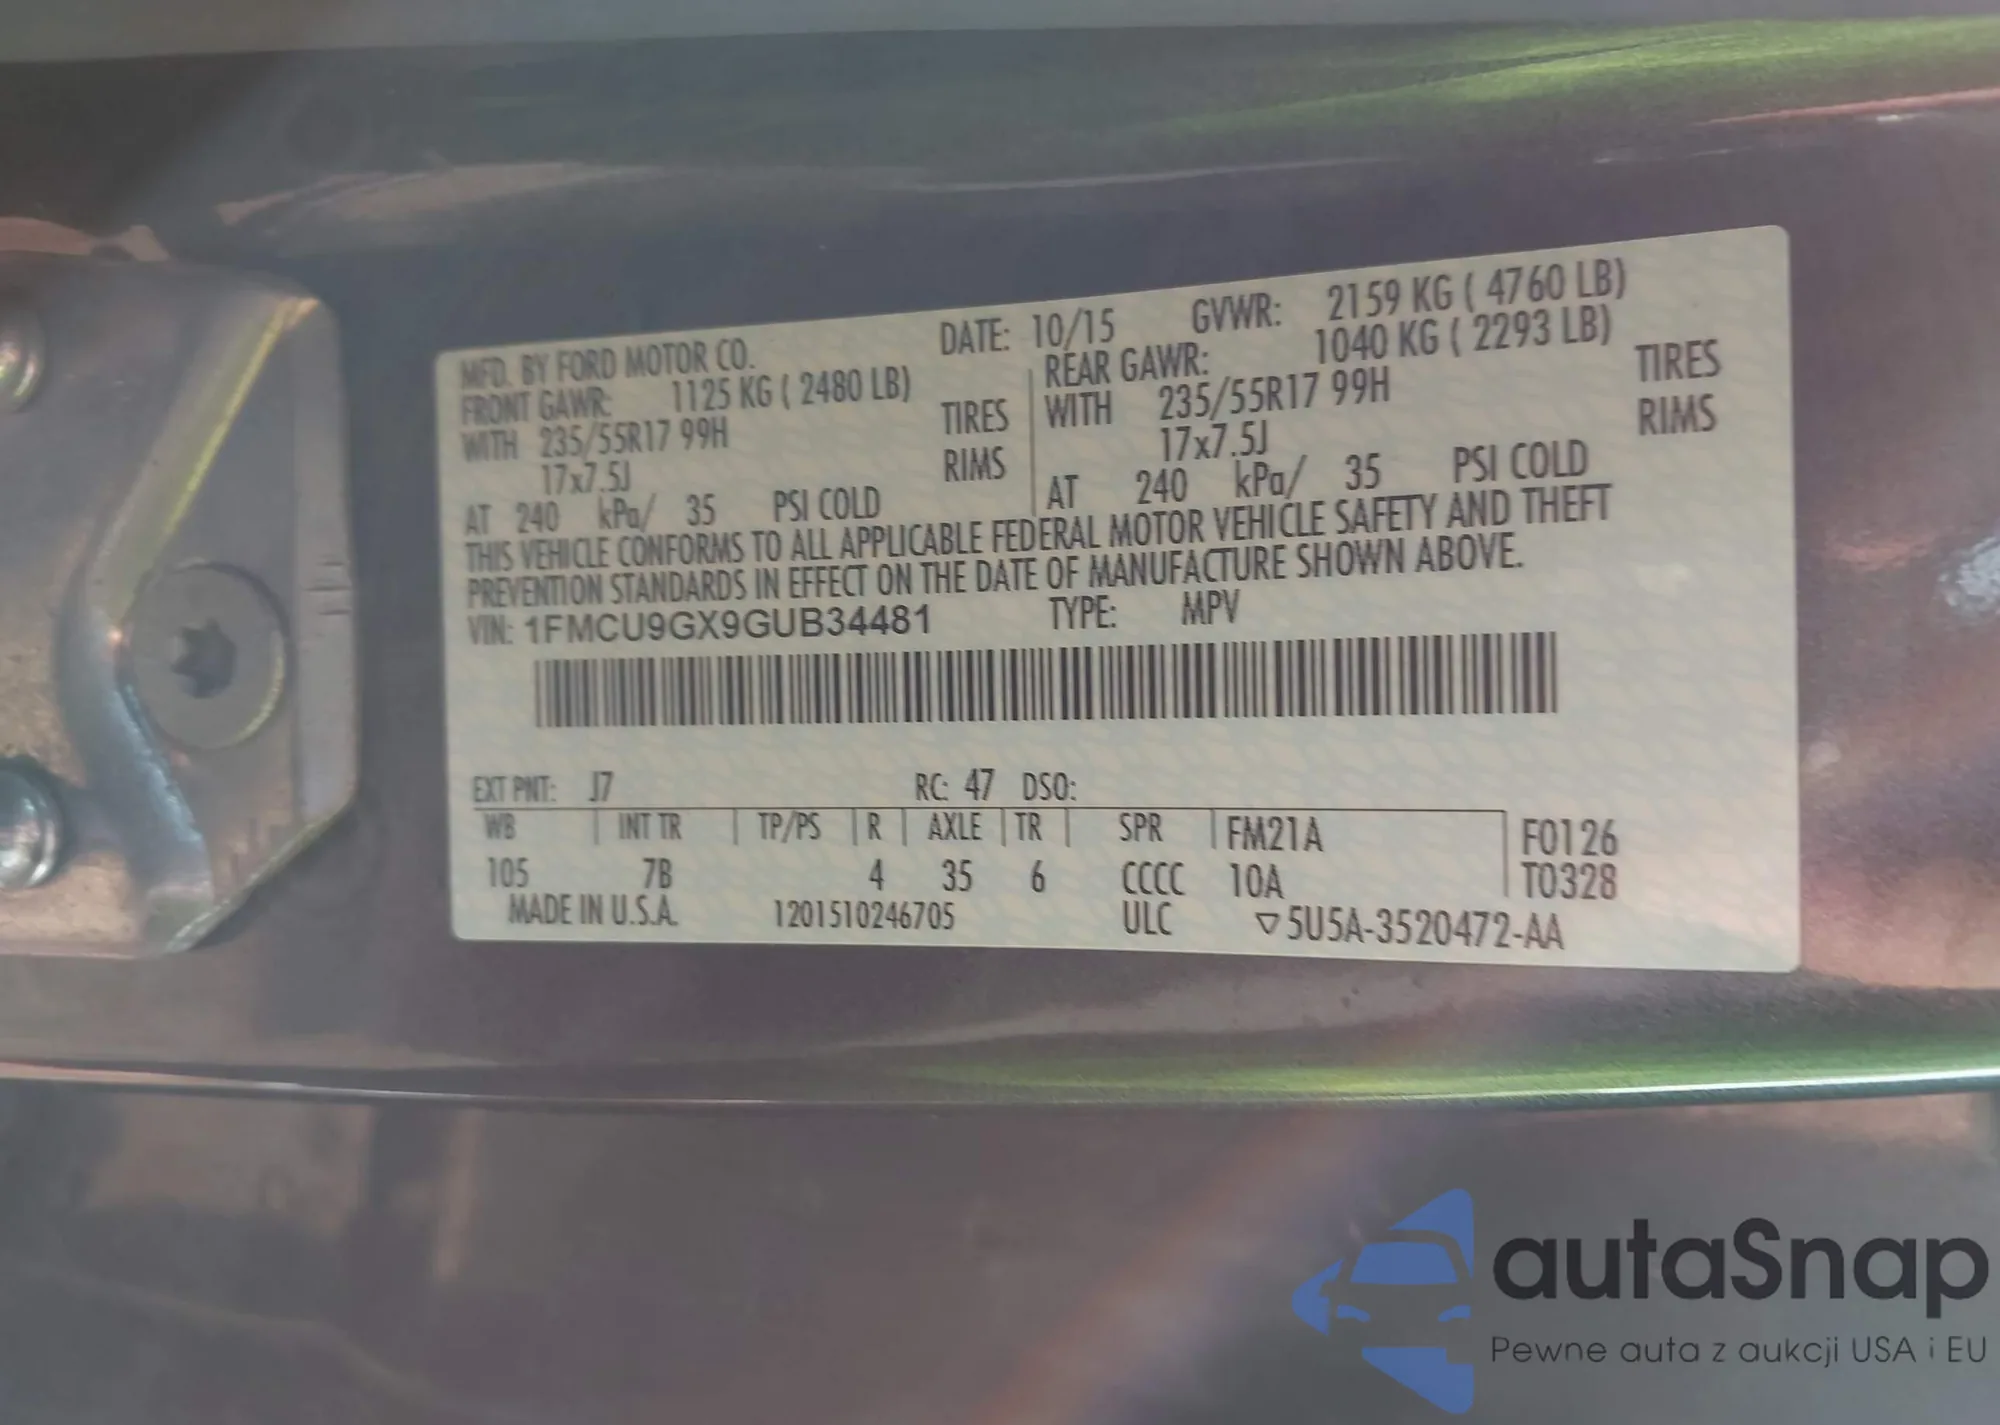 MFD. BY FORD MOTOR CO. DATE: 10/15 GVWR: 2159 KG ( 4760 LB)
FRONT GAWR: 1125 KG ( 2480 LB) REAR GAWR: 1040 KG ( 2293 LB)
WITH 235/55R17 99H TIRES WITH 235/55R17 99H TIRES
17x7.5J RIMS 17x7.5J RIMS
AT 240 kPa/ 35 PSI COLD AT 240 kPa/ 35 PSI COLD
THIS VEHICLE CONFORMS TO ALL APPLICABLE FEDERAL MOTOR VEHICLE SAFETY AND THEFT
PREVENTION STANDARDS IN EFFECT ON THE DATE OF MANUFACTURE SHOWN ABOVE.
VIN: 1FMCU9GX9GUB34481 TYPE: MPV
EXT PNT: J7 RC: 47 DSO:
WB INT TR TP/PS R AXLE TR SPR FM21A F0126
105 7B 4 35 6 CCCC 10A T0328
MADE IN U.S.A. 1201510246705 ULC ▽5U5A-3520472-AA
autaSnap
Pewne auta z aukcji USA i EU